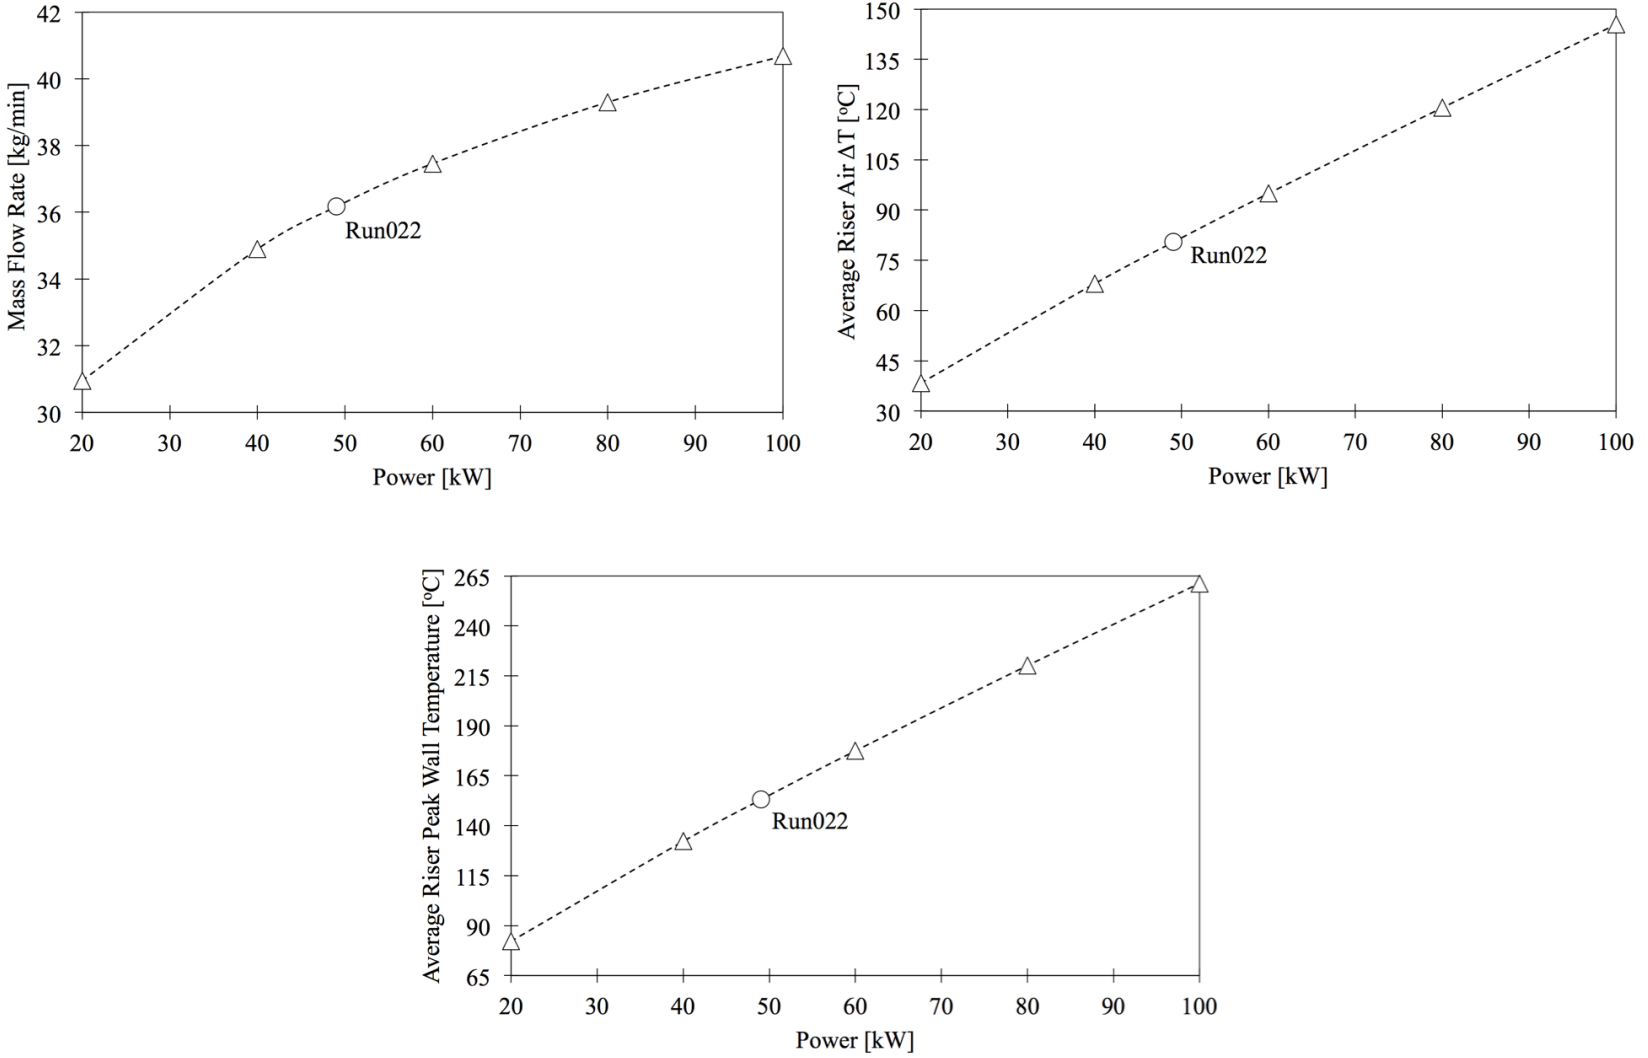 Mass Flow Rate [kg/min]
42
40
38
36
34
32
30
Run022
20 30 40 50 60 70 80 90 100
Power [kW]
Average Riser Air ΔT [ºC]
150
135
120
105
90
75
60
45
30
Run022
20 30 40 50 60 70 80 90 100
Power [kW]
Average Riser Peak Wall Temperature [ºC]
265
240
215
190
165
140
115
90
65
Run022
20 30 40 50 60 70 80 90 100
Power [kW]